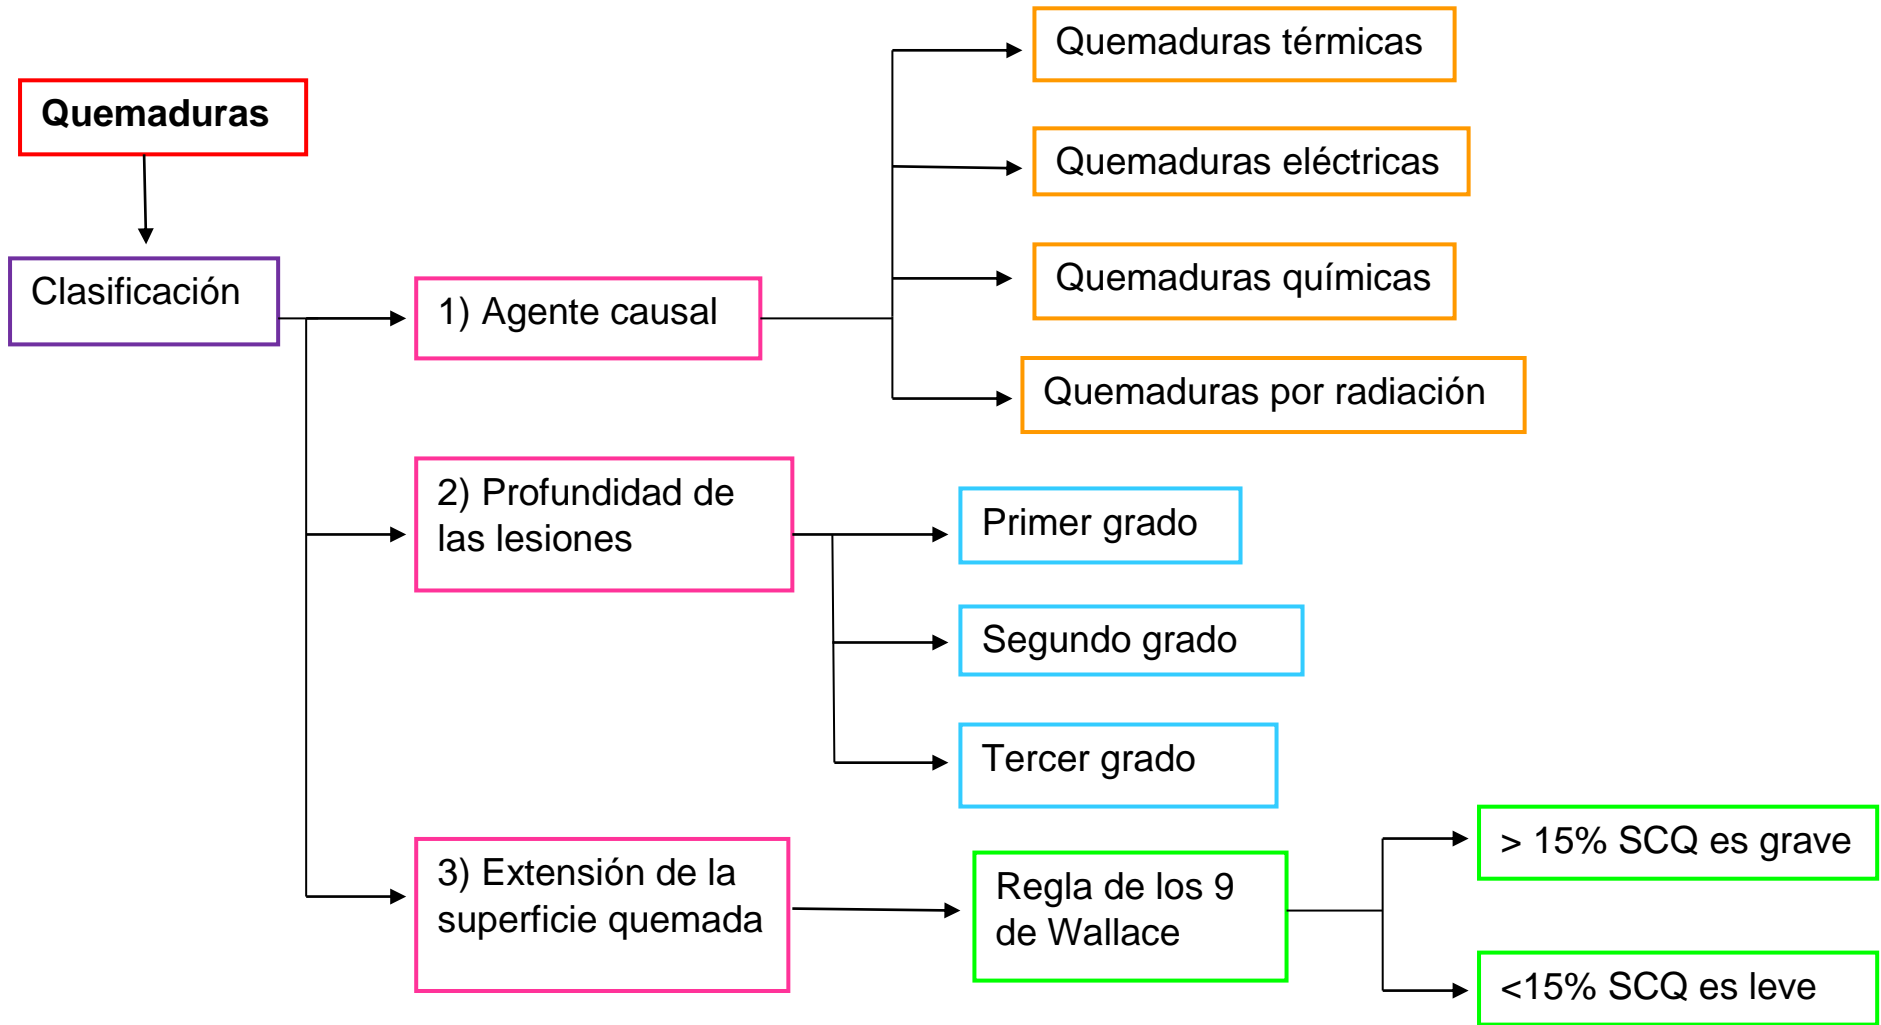 Quemaduras
Clasificación
1) Agente causal
Quemaduras térmicas
Quemaduras eléctricas
Quemaduras químicas
Quemaduras por radiación
2) Profundidad de
las lesiones
Primer grado
Segundo grado
Tercer grado
3) Extensión de la
superficie quemada
Regla de los 9
de Wallace
> 15% SCQ es grave
<15% SCQ es leve